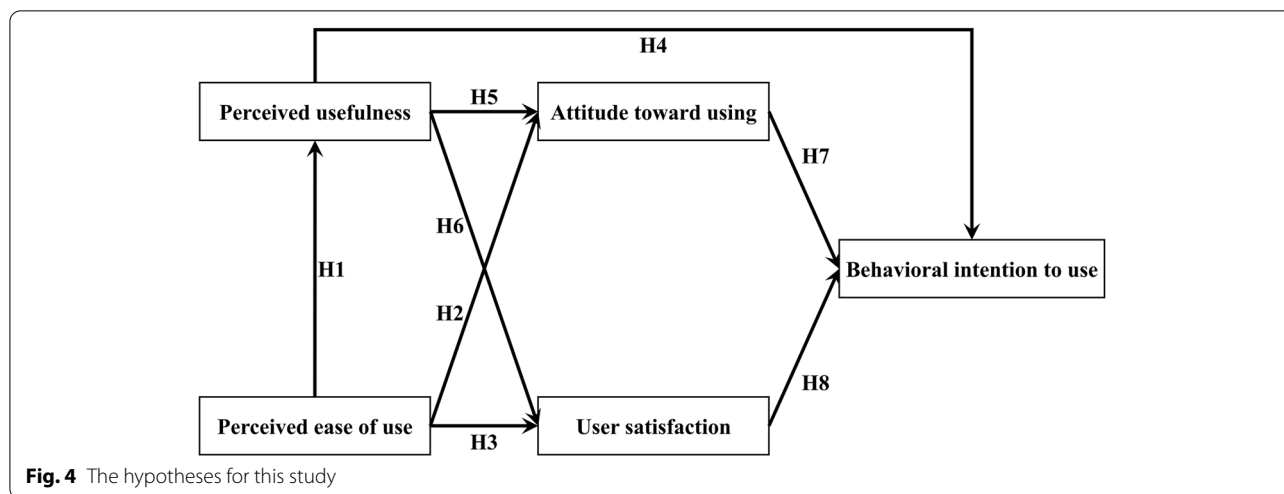 H4
Perceived usefulness
H5
Attitude toward using
H7
H6
Behavioral intention to use
H1
H2
H8
Perceived ease of use
H3
User satisfaction
Fig. 4 The hypotheses for this study